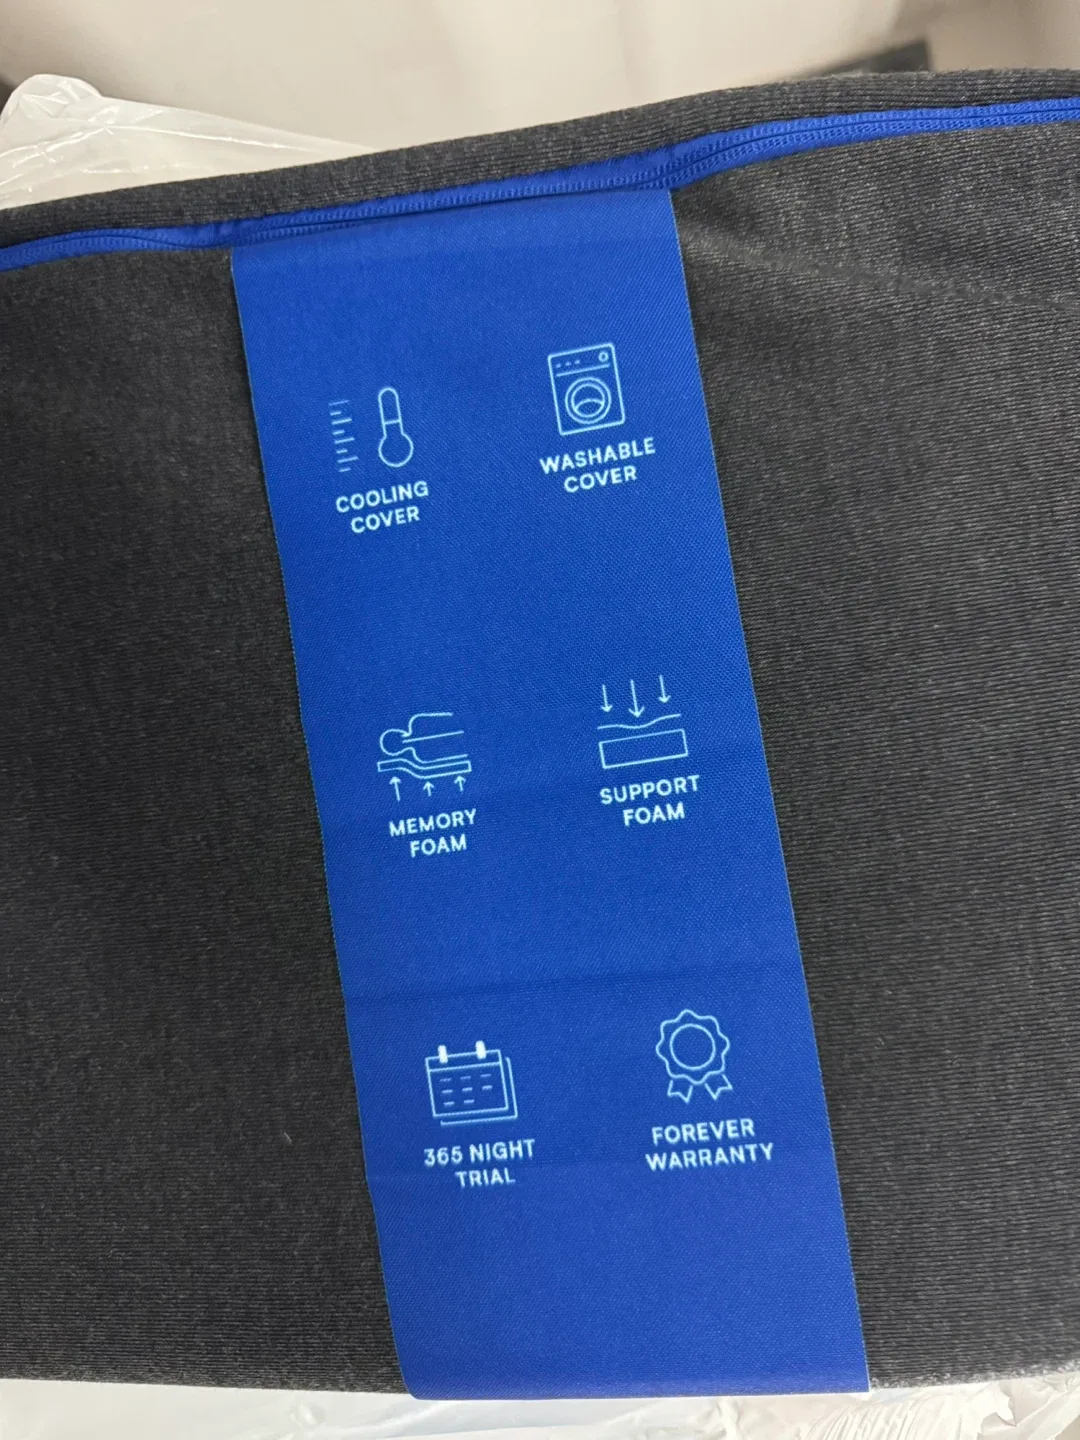 COOLING
COVER
WASHABLE
COVER
MEMORY
FOAM
SUPPORT
FOAM
365 NIGHT
TRIAL
FOREVER
WARRANTY